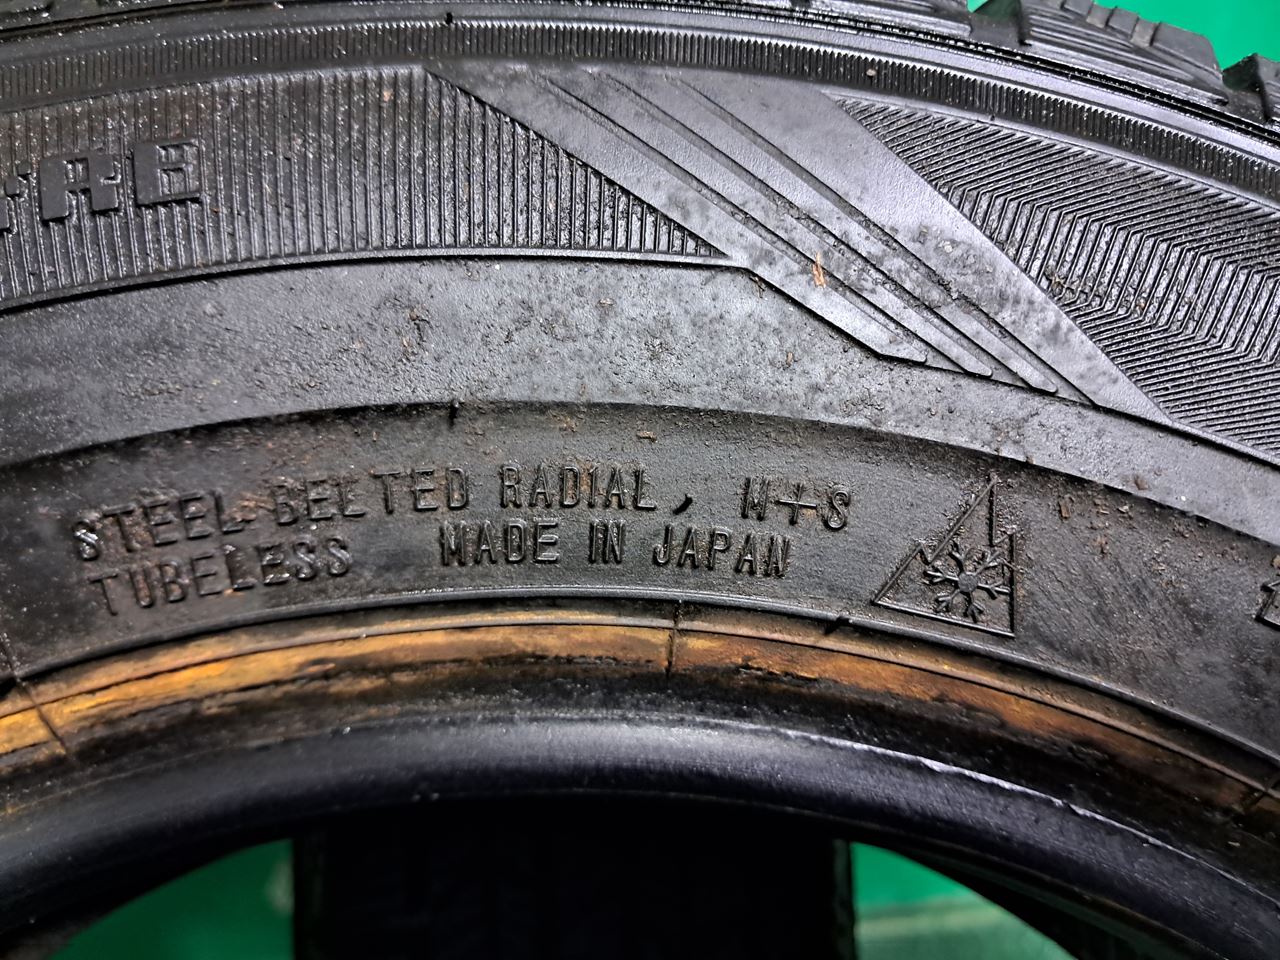 STEEL BELTED RADIAL, M+S
TUBELESS MADE IN JAPAN